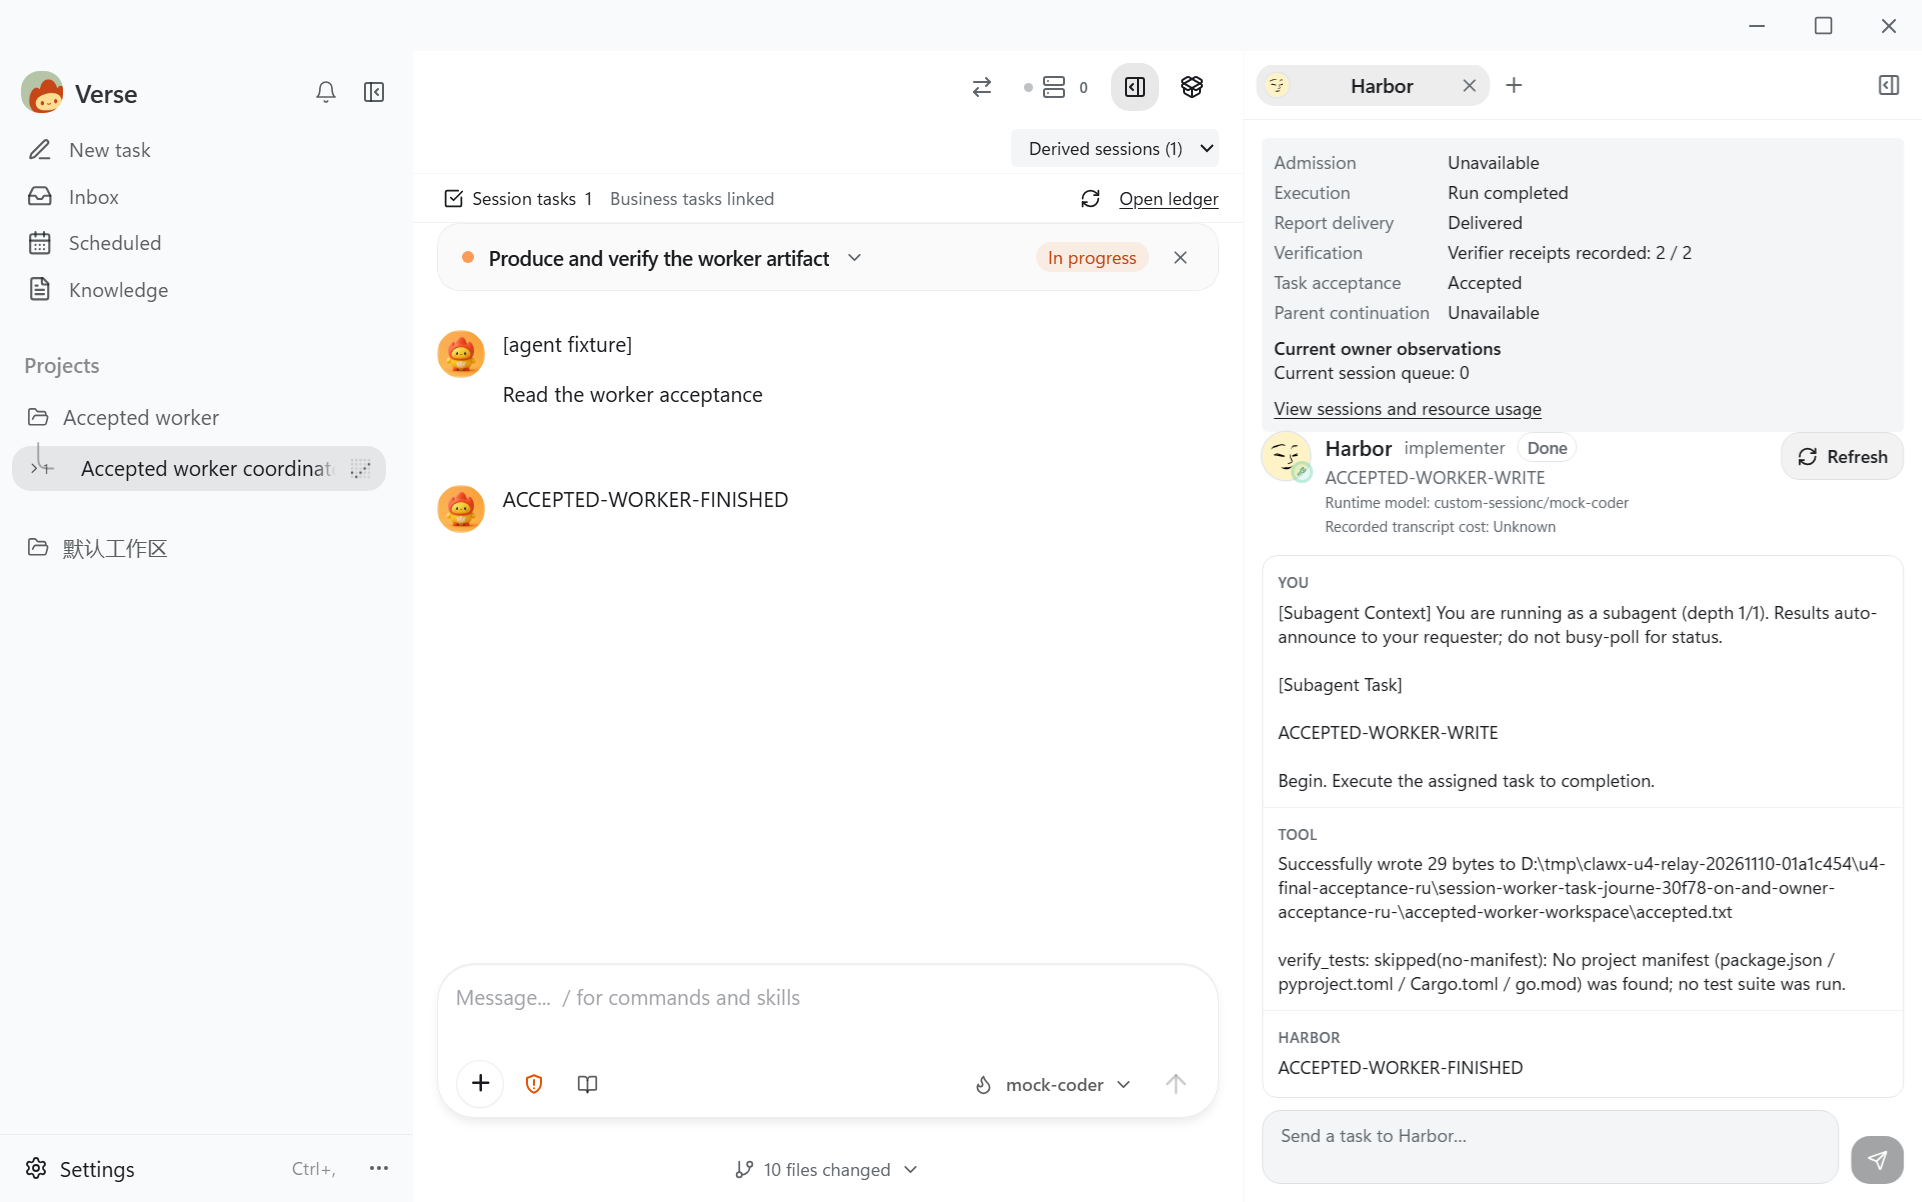 Verse
New task
Inbox
Scheduled
Knowledge
Projects
Accepted worker
Accepted worker coordinat
默认工作区
Settings
Ctrl+,
0
Derived sessions (1)
Session tasks 1 Business tasks linked
Open ledger
Produce and verify the worker artifact
In progress
[agent fixture]
Read the worker acceptance
ACCEPTED-WORKER-FINISHED
Message... / for commands and skills
mock-coder
10 files changed
Harbor
Admission Unavailable
Execution Run completed
Report delivery Delivered
Verification Verifier receipts recorded: 2 / 2
Task acceptance Accepted
Parent continuation Unavailable
Current owner observations
Current session queue: 0
View sessions and resource usage
Harbor implementer Done
Refresh
ACCEPTED-WORKER-WRITE
Runtime model: custom-sessionc/mock-coder
Recorded transcript cost: Unknown
YOU
[Subagent Context] You are running as a subagent (depth 1/1). Results auto-
announce to your requester; do not busy-poll for status.
[Subagent Task]
ACCEPTED-WORKER-WRITE
Begin. Execute the assigned task to completion.
TOOL
Successfully wrote 29 bytes to D:\tmp\clawx-u4-relay-20261110-01a1c454\u4-
final-acceptance-ru\session-worker-task-journe-30f78-on-and-owner-
acceptance-ru-\accepted-worker-workspace\accepted.txt
verify_tests: skipped(no-manifest): No project manifest (package.json /
pyproject.toml / Cargo.toml / go.mod) was found; no test suite was run.
HARBOR
ACCEPTED-WORKER-FINISHED
Send a task to Harbor...